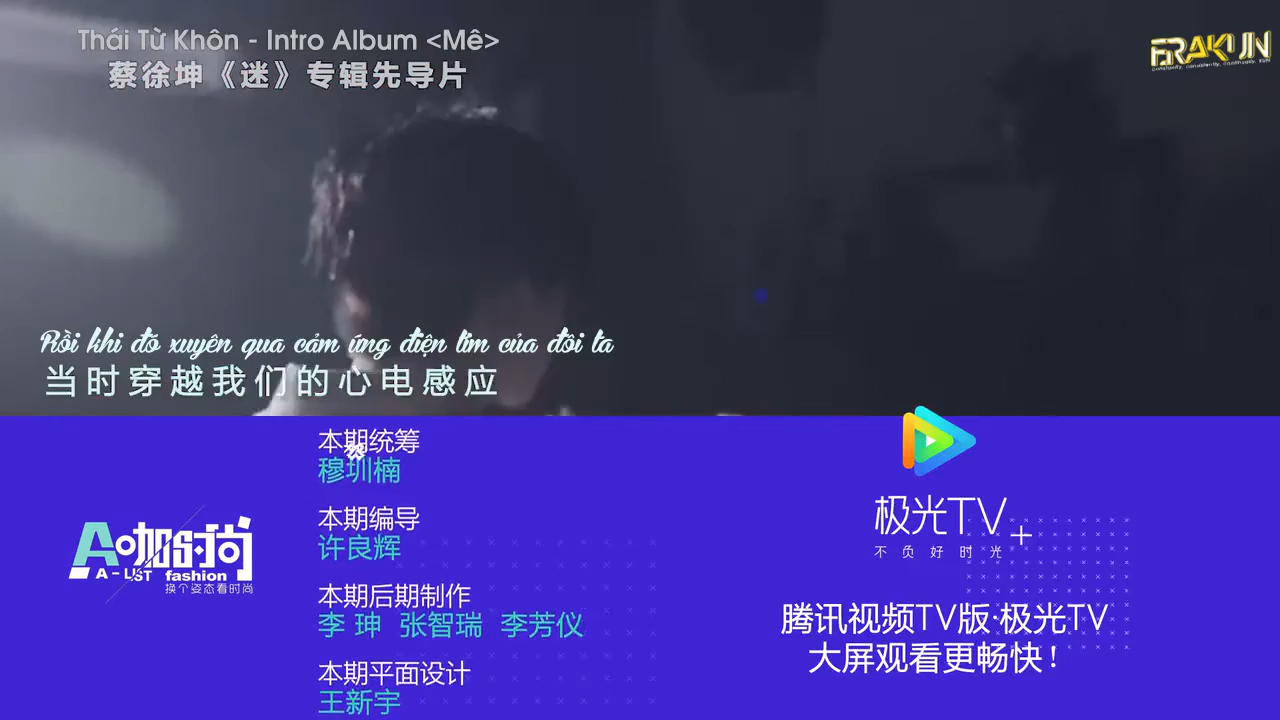 Thái Từ Khôn - Intro Album <Mê>
蔡徐坤《迷》专辑先导片
ERAKUN
Rồi khi đó xuyên qua cảm ứng điện tim của đôi ta
当时穿越我们的心电感应
本期统筹
穆圳楠
本期编导
许良辉
本期后期制作
李 珅 张智瑞 李芳仪
本期平面设计
王新宇
A咖时尚
A-LIST fashion
换个姿态看时尚
极光TV+
不负好时光
腾讯视频TV版·极光TV
大屏观看更畅快！